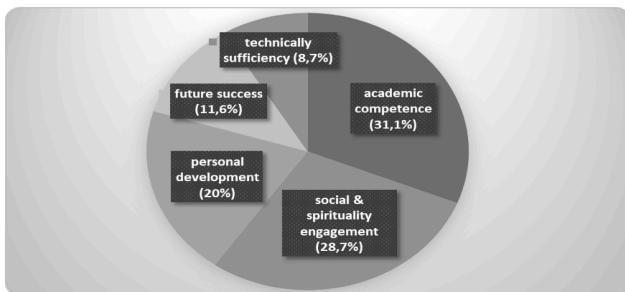 technically
sufficiency (8,7%)
academic
competence
(31,1%)
future success
(11,6%)
personal
development
(20%)
social &
spirituality
engagement
(28,7%)